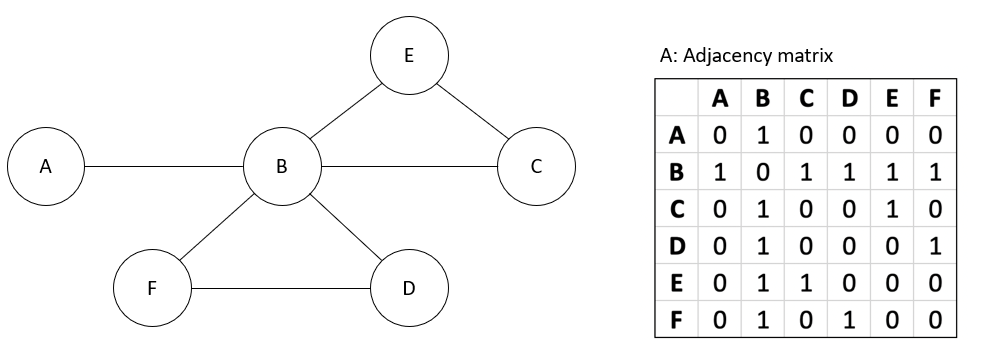 E
A
B
C
F
D
A: Adjacency matrix
A B C D E F
A 0 1 0 0 0 0
B 1 0 1 1 1 1
C 0 1 0 0 1 0
D 0 1 0 0 0 1
E 0 1 1 0 0 0
F 0 1 0 1 0 0